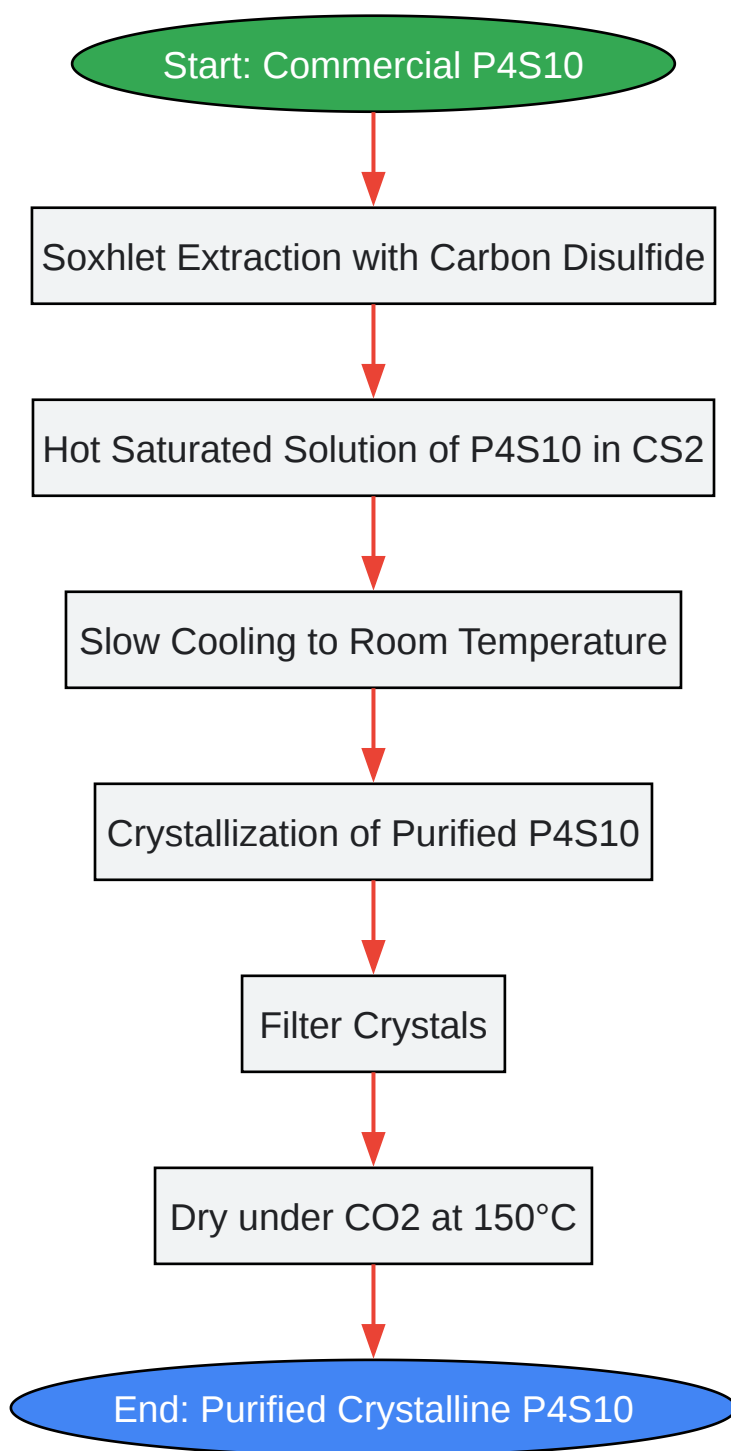 Start: Commercial P4S10
Soxhlet Extraction with Carbon Disulfide
Hot Saturated Solution of P4S10 in CS2
Slow Cooling to Room Temperature
Crystallization of Purified P4S10
Filter Crystals
Dry under CO2 at 150°C
End: Purified Crystalline P4S10